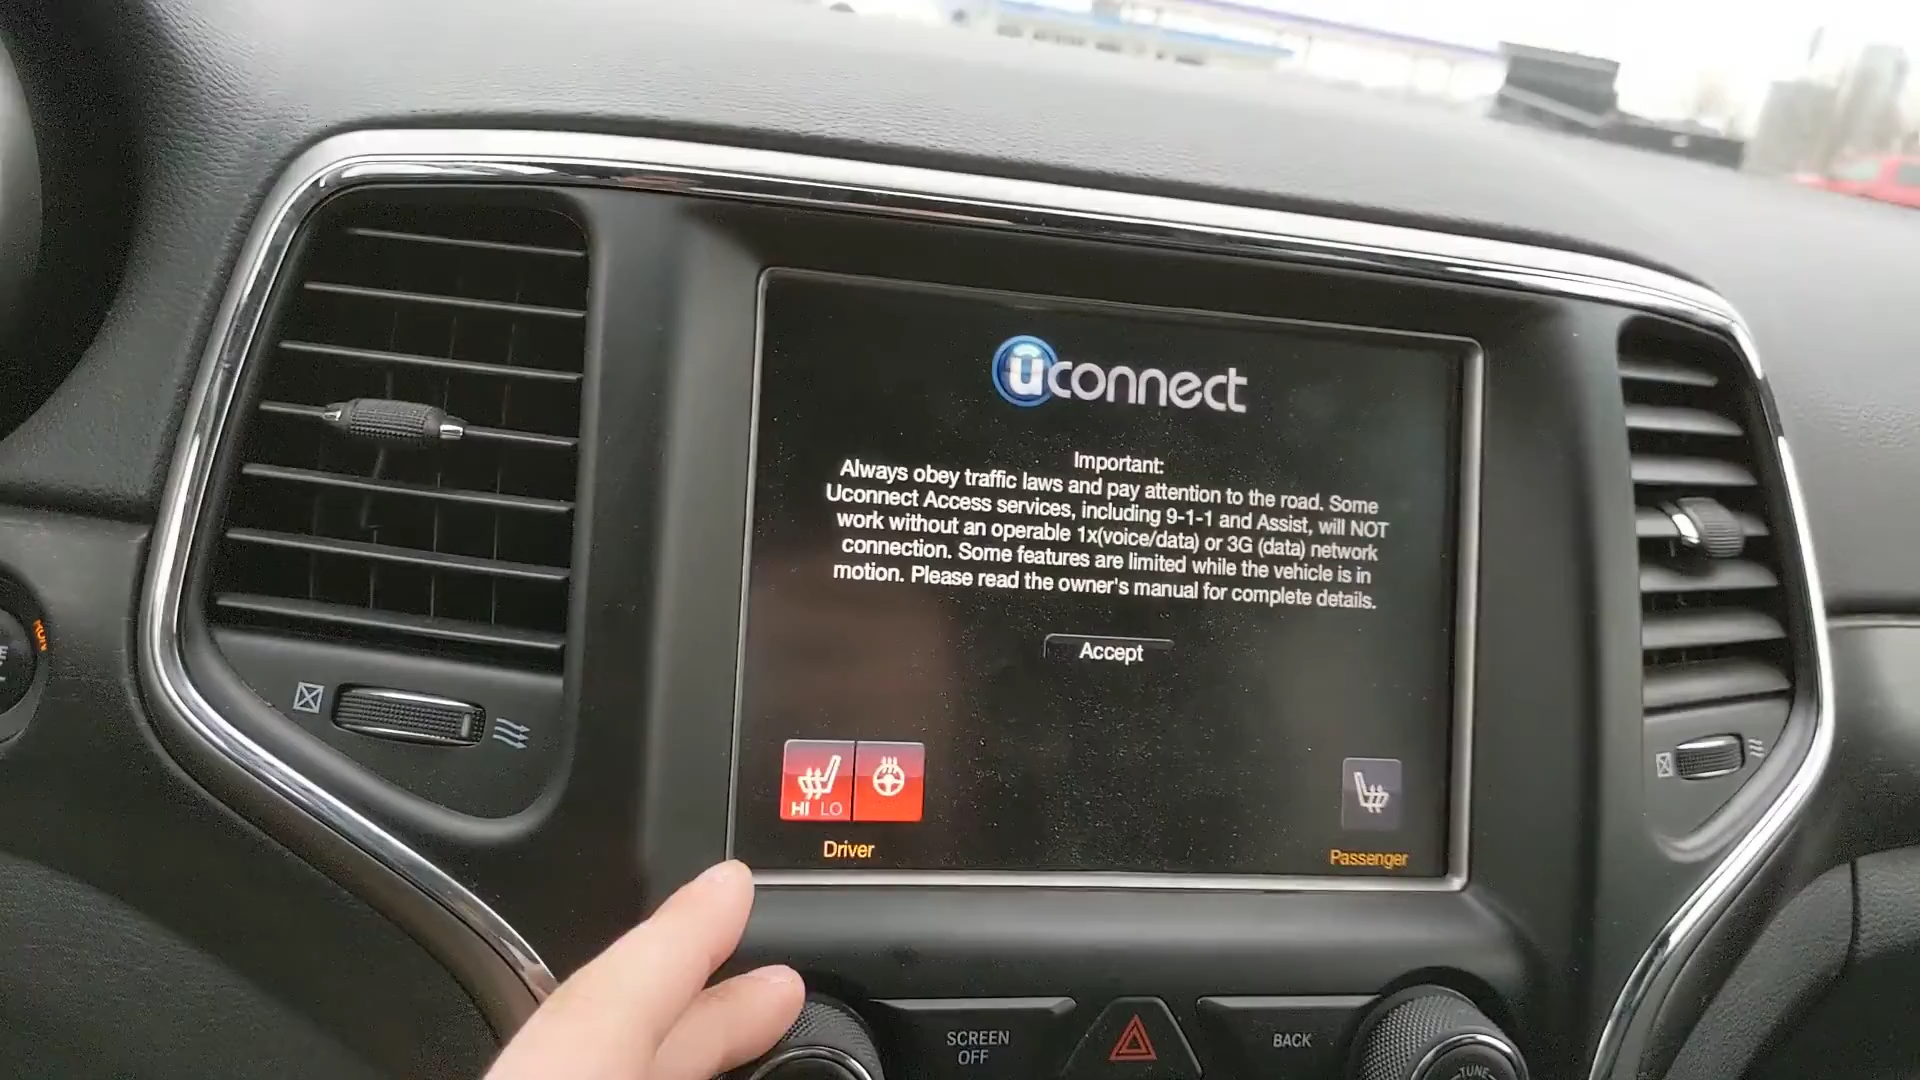 uconnect
Important:
Always obey traffic laws and pay attention to the road. Some
Uconnect Access services, including 9-1-1 and Assist, will NOT
work without an operable 1x(voice/data) or 3G (data) network
connection. Some features are limited while the vehicle is in
motion. Please read the owner's manual for complete details.
Accept
HI LO
Driver
Passenger
RUN
SCREEN
OFF
BACK
TUNE